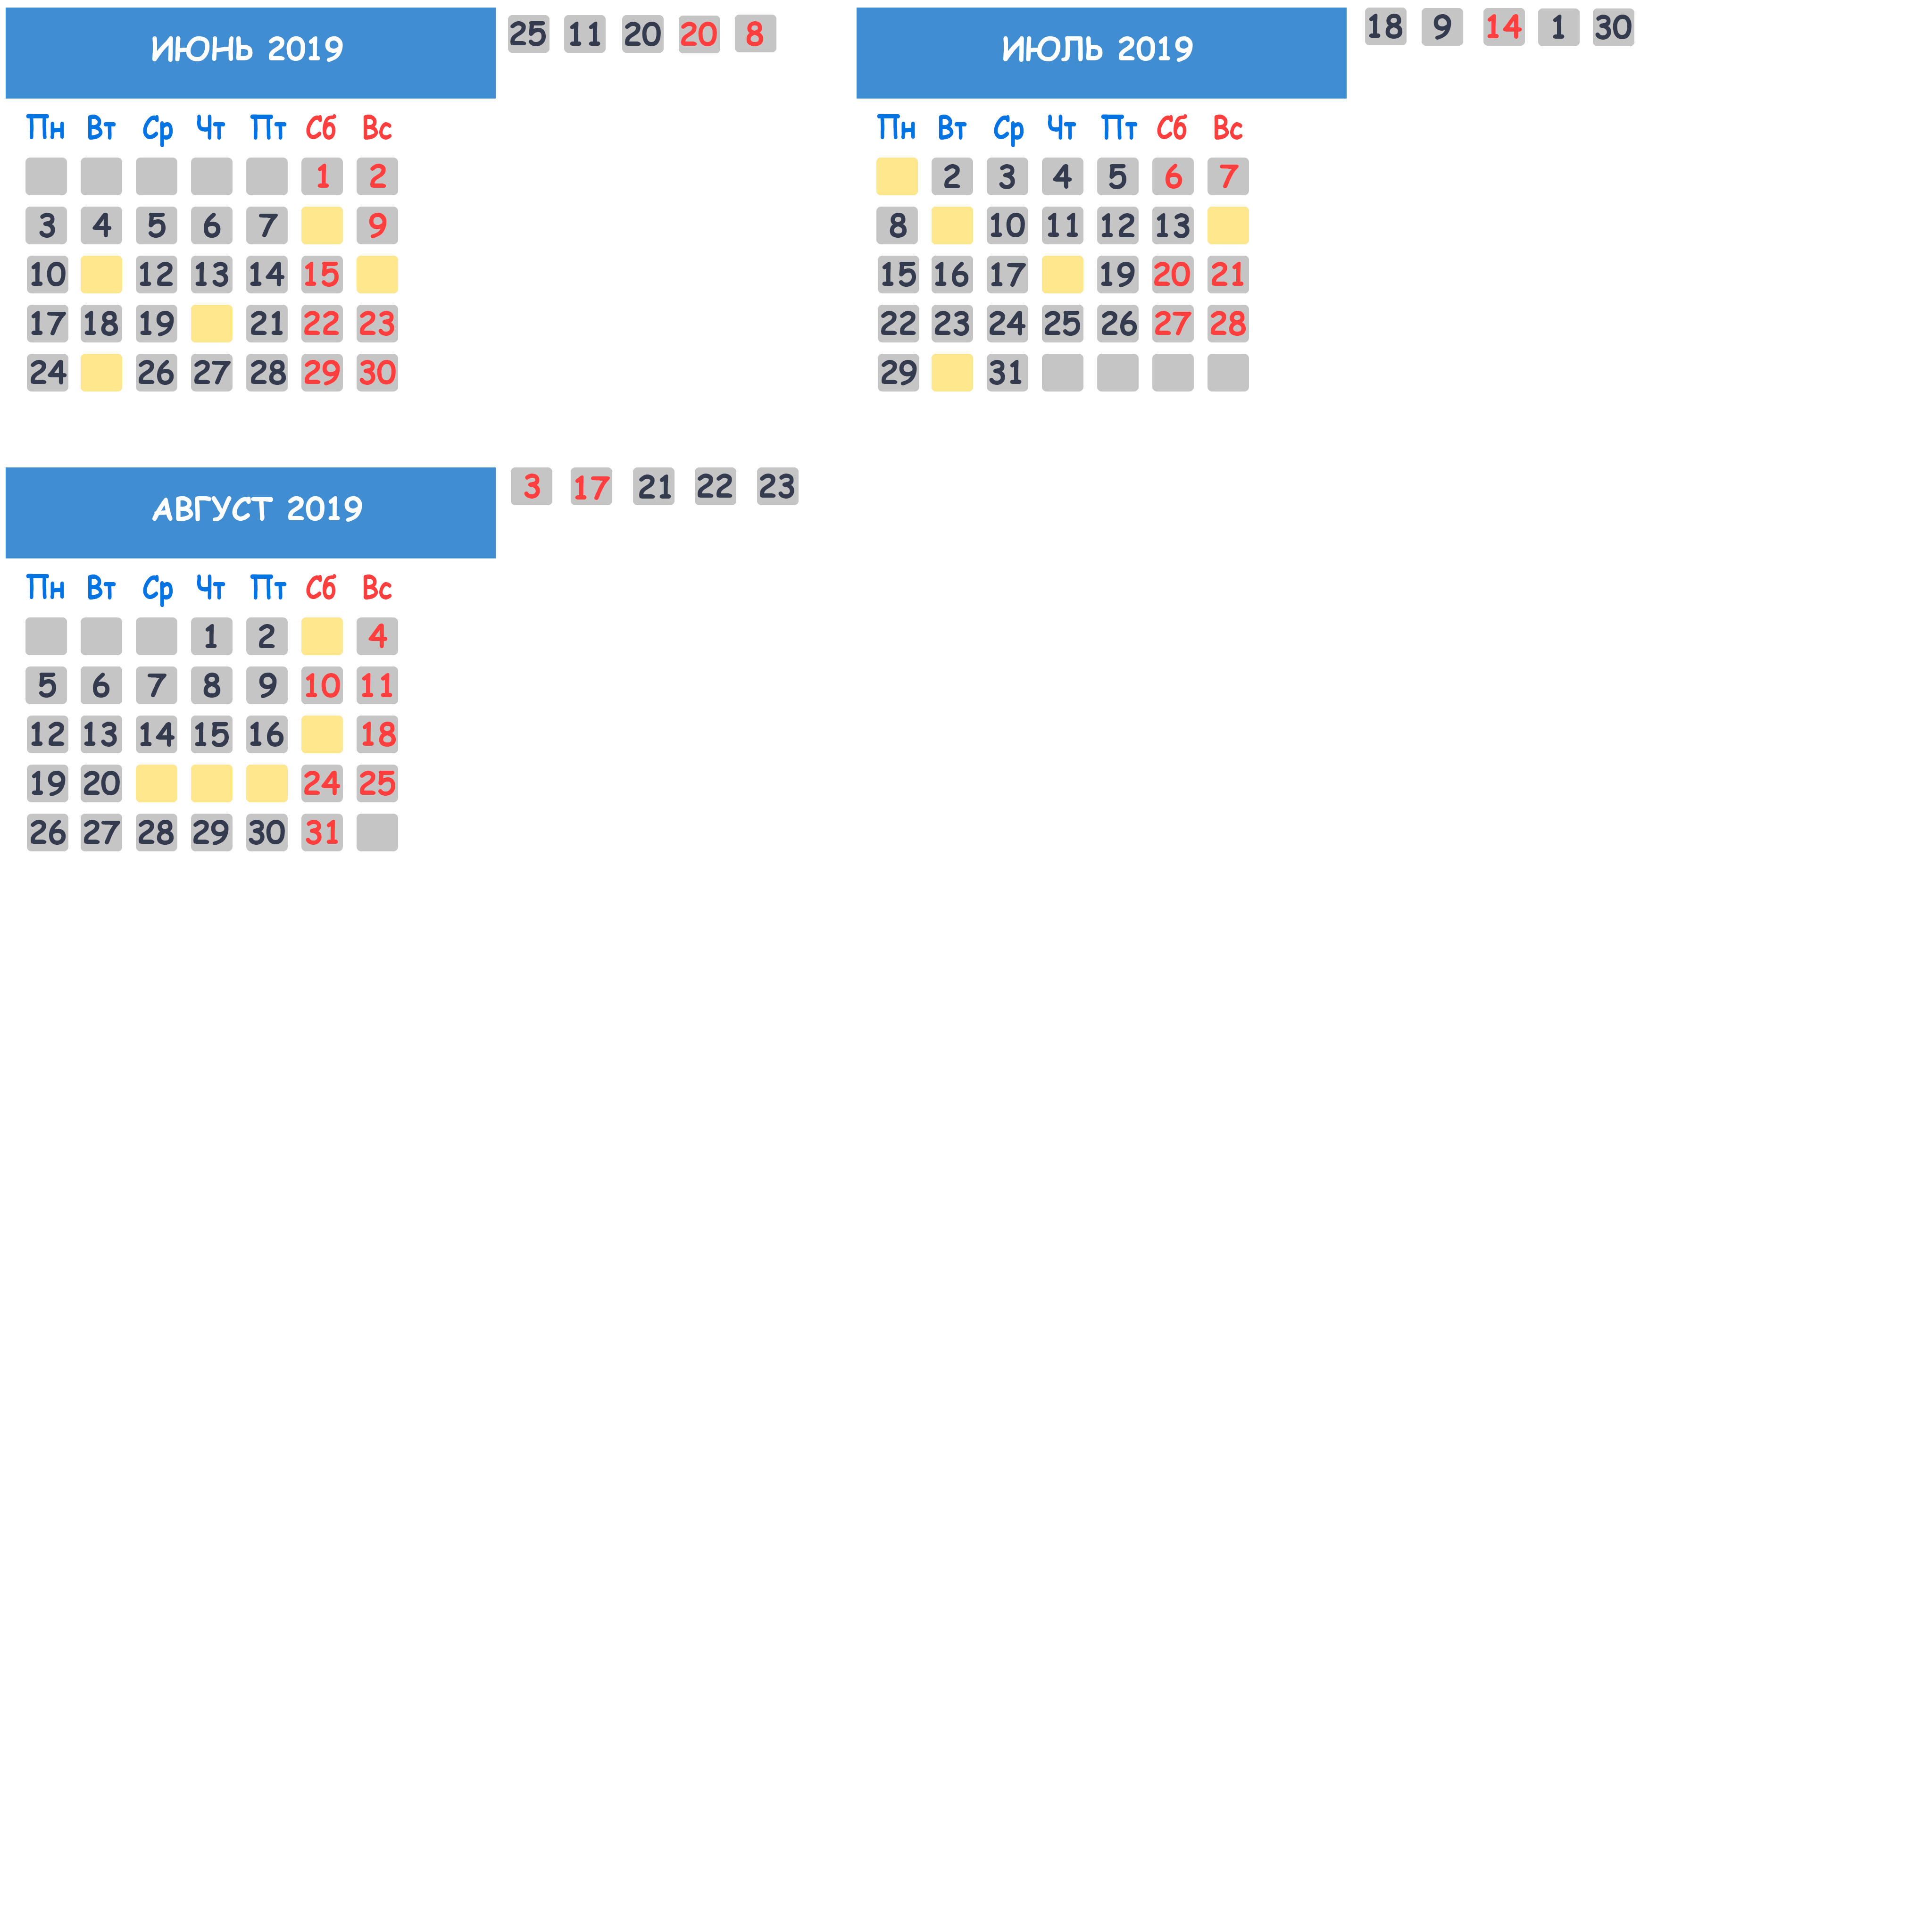 ИЮНЬ 2019
25 11 20 20 8
Пн Вт Ср Чт Пт Сб Вс
1 2
3 4 5 6 7 9
10 12 13 14 15
17 18 19 21 22 23
24 26 27 28 29 30
ИЮЛЬ 2019
18 9 14 1 30
Пн Вт Ср Чт Пт Сб Вс
2 3 4 5 6 7
8 10 11 12 13
15 16 17 19 20 21
22 23 24 25 26 27 28
29 31
АВГУСТ 2019
3 17 21 22 23
Пн Вт Ср Чт Пт Сб Вс
1 2 4
5 6 7 8 9 10 11
12 13 14 15 16 18
19 20 24 25
26 27 28 29 30 31